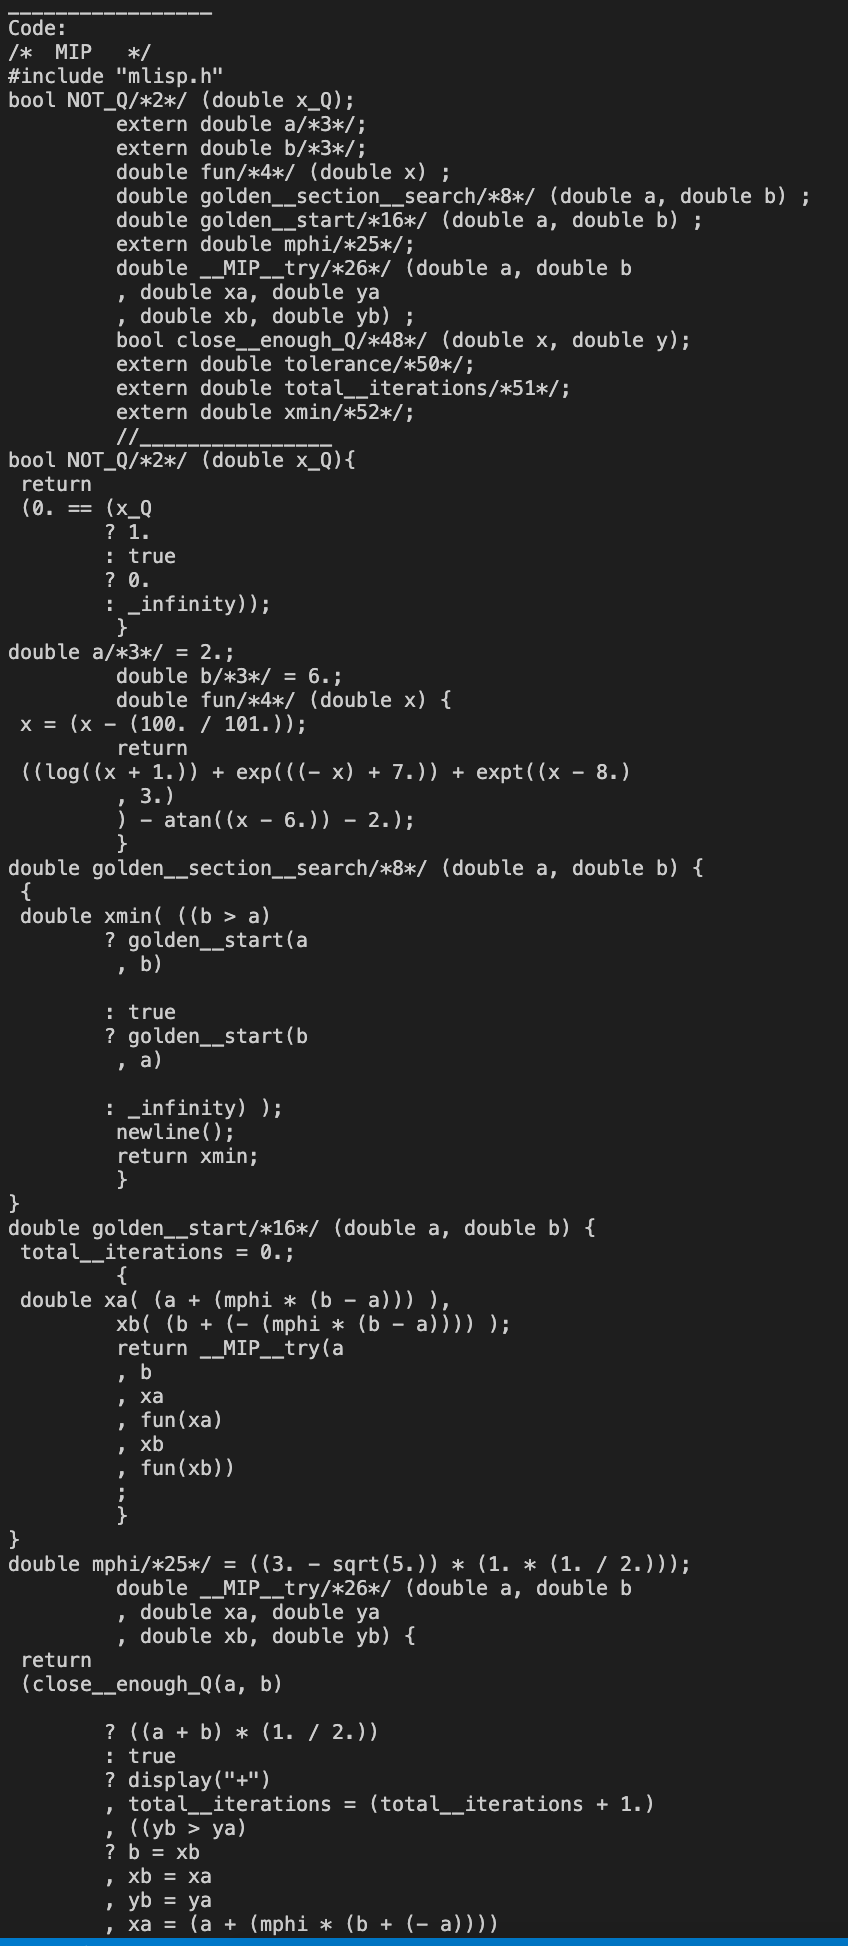 _________________
Code:
/*  MIP   */
#include "mlisp.h"
bool NOT_Q/*2*/ (double x_Q);
         extern double a/*3*/;
         extern double b/*3*/;
         double fun/*4*/ (double x) ;
         double golden__section__search/*8*/ (double a, double b) ;
         double golden__start/*16*/ (double a, double b) ;
         extern double mphi/*25*/;
         double __MIP__try/*26*/ (double a, double b
         , double xa, double ya
         , double xb, double yb) ;
         bool close__enough_Q/*48*/ (double x, double y);
         extern double tolerance/*50*/;
         extern double total__iterations/*51*/;
         extern double xmin/*52*/;
         //________________
bool NOT_Q/*2*/ (double x_Q){
 return
 (0. == (x_Q
        ? 1.
        : true
        ? 0.
        : _infinity));
         }
double a/*3*/ = 2.;
         double b/*3*/ = 6.;
         double fun/*4*/ (double x) {
 x = (x - (100. / 101.));
         return
 ((log((x + 1.)) + exp(((- x) + 7.)) + expt((x - 8.)
         , 3.)
         ) - atan((x - 6.)) - 2.);
         }
double golden__section__search/*8*/ (double a, double b) {
 {
 double xmin( ((b > a)
        ? golden__start(a
         , b)

        : true
        ? golden__start(b
         , a)

        : _infinity) );
         newline();
         return xmin;
         }
}
double golden__start/*16*/ (double a, double b) {
 total__iterations = 0.;
         {
 double xa( (a + (mphi * (b - a))) ),
         xb( (b + (- (mphi * (b - a)))) );
         return __MIP__try(a
         , b
         , xa
         , fun(xa)
         , xb
         , fun(xb))
         ;
         }
}
double mphi/*25*/ = ((3. - sqrt(5.)) * (1. * (1. / 2.)));
         double __MIP__try/*26*/ (double a, double b
         , double xa, double ya
         , double xb, double yb) {
 return
 (close__enough_Q(a, b)

        ? ((a + b) * (1. / 2.))
        : true
        ? display("+")
        , total__iterations = (total__iterations + 1.)
        , ((yb > ya)
        ? b = xb
        , xb = xa
        , yb = ya
        , xa = (a + (mphi * (b + (- a))))